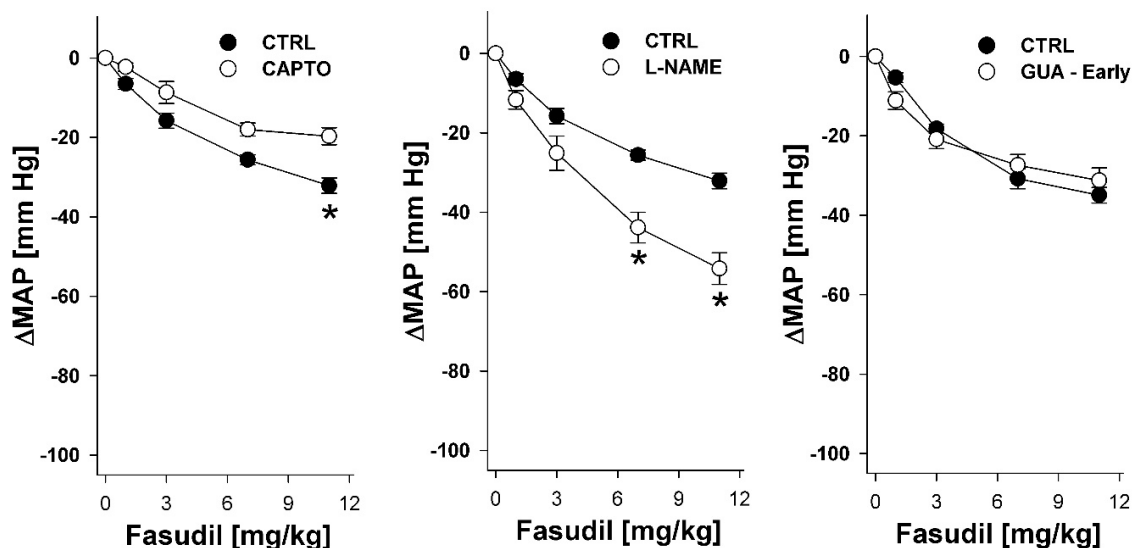 CTRL
CAPTO
0
-20
-40
-60
-80
-100
*
ΔMAP [mm Hg]
0 3 6 9 12
Fasudil [mg/kg]
CTRL
L-NAME
0
-20
-40
-60
-80
-100
*
*
ΔMAP [mm Hg]
0 3 6 9 12
Fasudil [mg/kg]
CTRL
GUA - Early
0
-20
-40
-60
-80
-100
ΔMAP [mm Hg]
0 3 6 9 12
Fasudil [mg/kg]